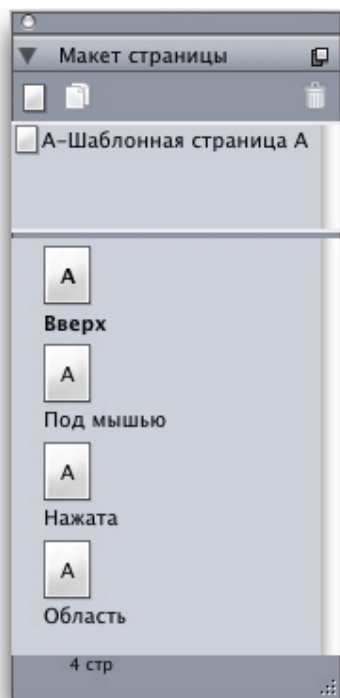 Макет страницы
А-Шаблонная страница А
А
Вверх
А
Под мышью
А
Нажата
А
Область
4 стр